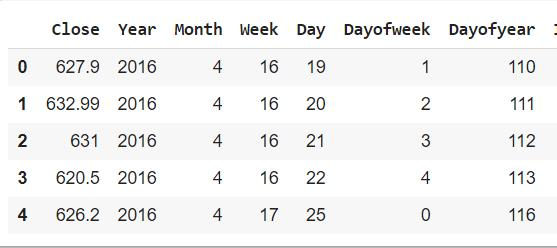 Close Year Month Week Day Dayofweek Dayofyear
0 627.9 2016 4 16 19 1 110
1 632.99 2016 4 16 20 2 111
2 631 2016 4 16 21 3 112
3 620.5 2016 4 16 22 4 113
4 626.2 2016 4 17 25 0 116